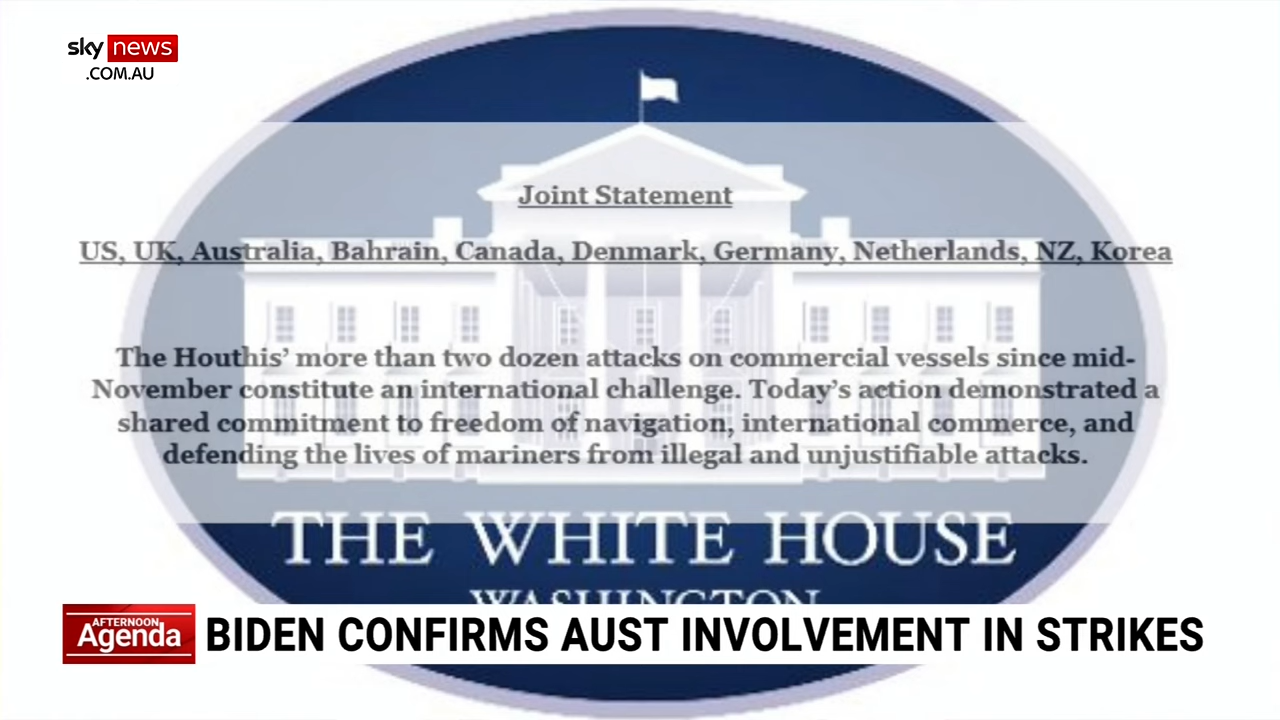 sky news
.COM.AU
Joint Statement
US, UK, Australia, Bahrain, Canada, Denmark, Germany, Netherlands, NZ, Korea
The Houthis’ more than two dozen attacks on commercial vessels since mid-
November constitute an international challenge. Today’s action demonstrated a
shared commitment to freedom of navigation, international commerce, and
defending the lives of mariners from illegal and unjustifiable attacks.
THE WHITE HOUSE
WASHINGTON
AFTERNOON
Agenda
BIDEN CONFIRMS AUST INVOLVEMENT IN STRIKES